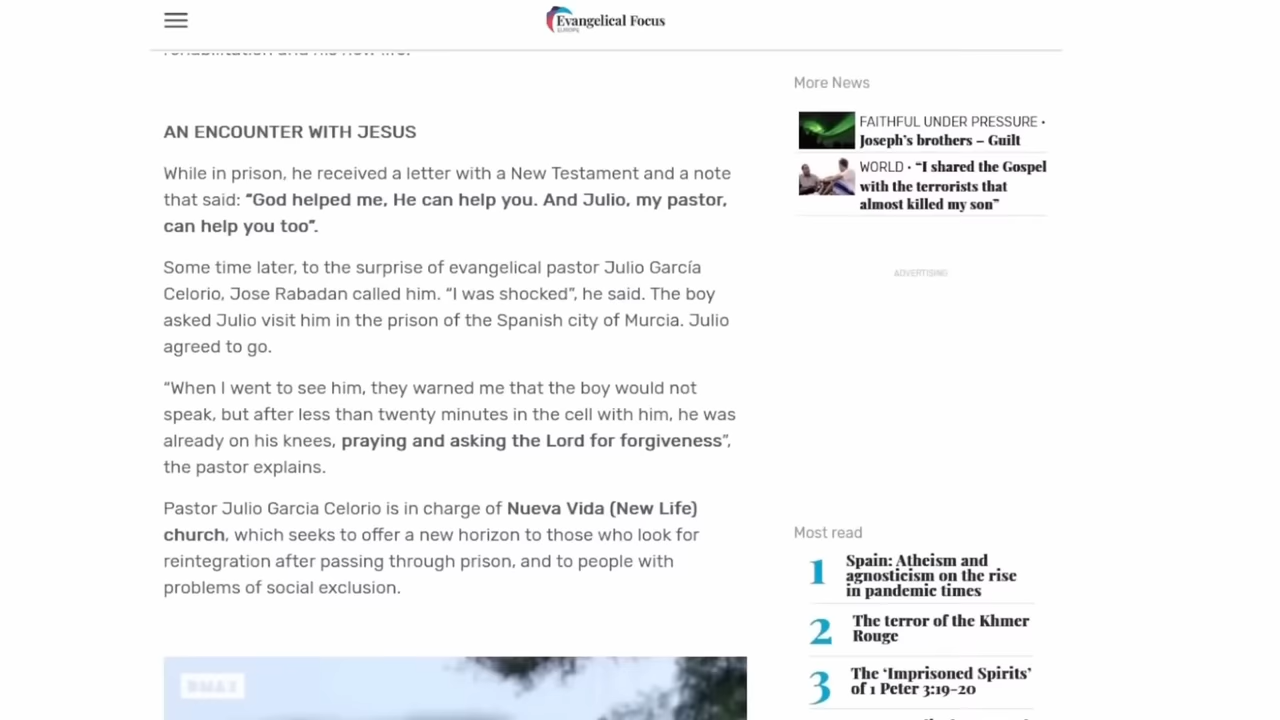 Evangelical Focus
EUROPE
AN ENCOUNTER WITH JESUS
While in prison, he received a letter with a New Testament and a note
that said: “God helped me, He can help you. And Julio, my pastor,
can help you too”.
Some time later, to the surprise of evangelical pastor Julio García
Celorio, Jose Rabadan called him. “I was shocked”, he said. The boy
asked Julio visit him in the prison of the Spanish city of Murcia. Julio
agreed to go.
“When I went to see him, they warned me that the boy would not
speak, but after less than twenty minutes in the cell with him, he was
already on his knees, praying and asking the Lord for forgiveness”,
the pastor explains.
Pastor Julio Garcia Celorio is in charge of Nueva Vida (New Life)
church, which seeks to offer a new horizon to those who look for
reintegration after passing through prison, and to people with
problems of social exclusion.
More News
FAITHFUL UNDER PRESSURE ·
Joseph’s brothers – Guilt
WORLD · “I shared the Gospel
with the terrorists that
almost killed my son”
ADVERTISING
Most read
1 Spain: Atheism and
agnosticism on the rise
in pandemic times
2 The terror of the Khmer
Rouge
3 The ‘Imprisoned Spirits’
of 1 Peter 3:19-20